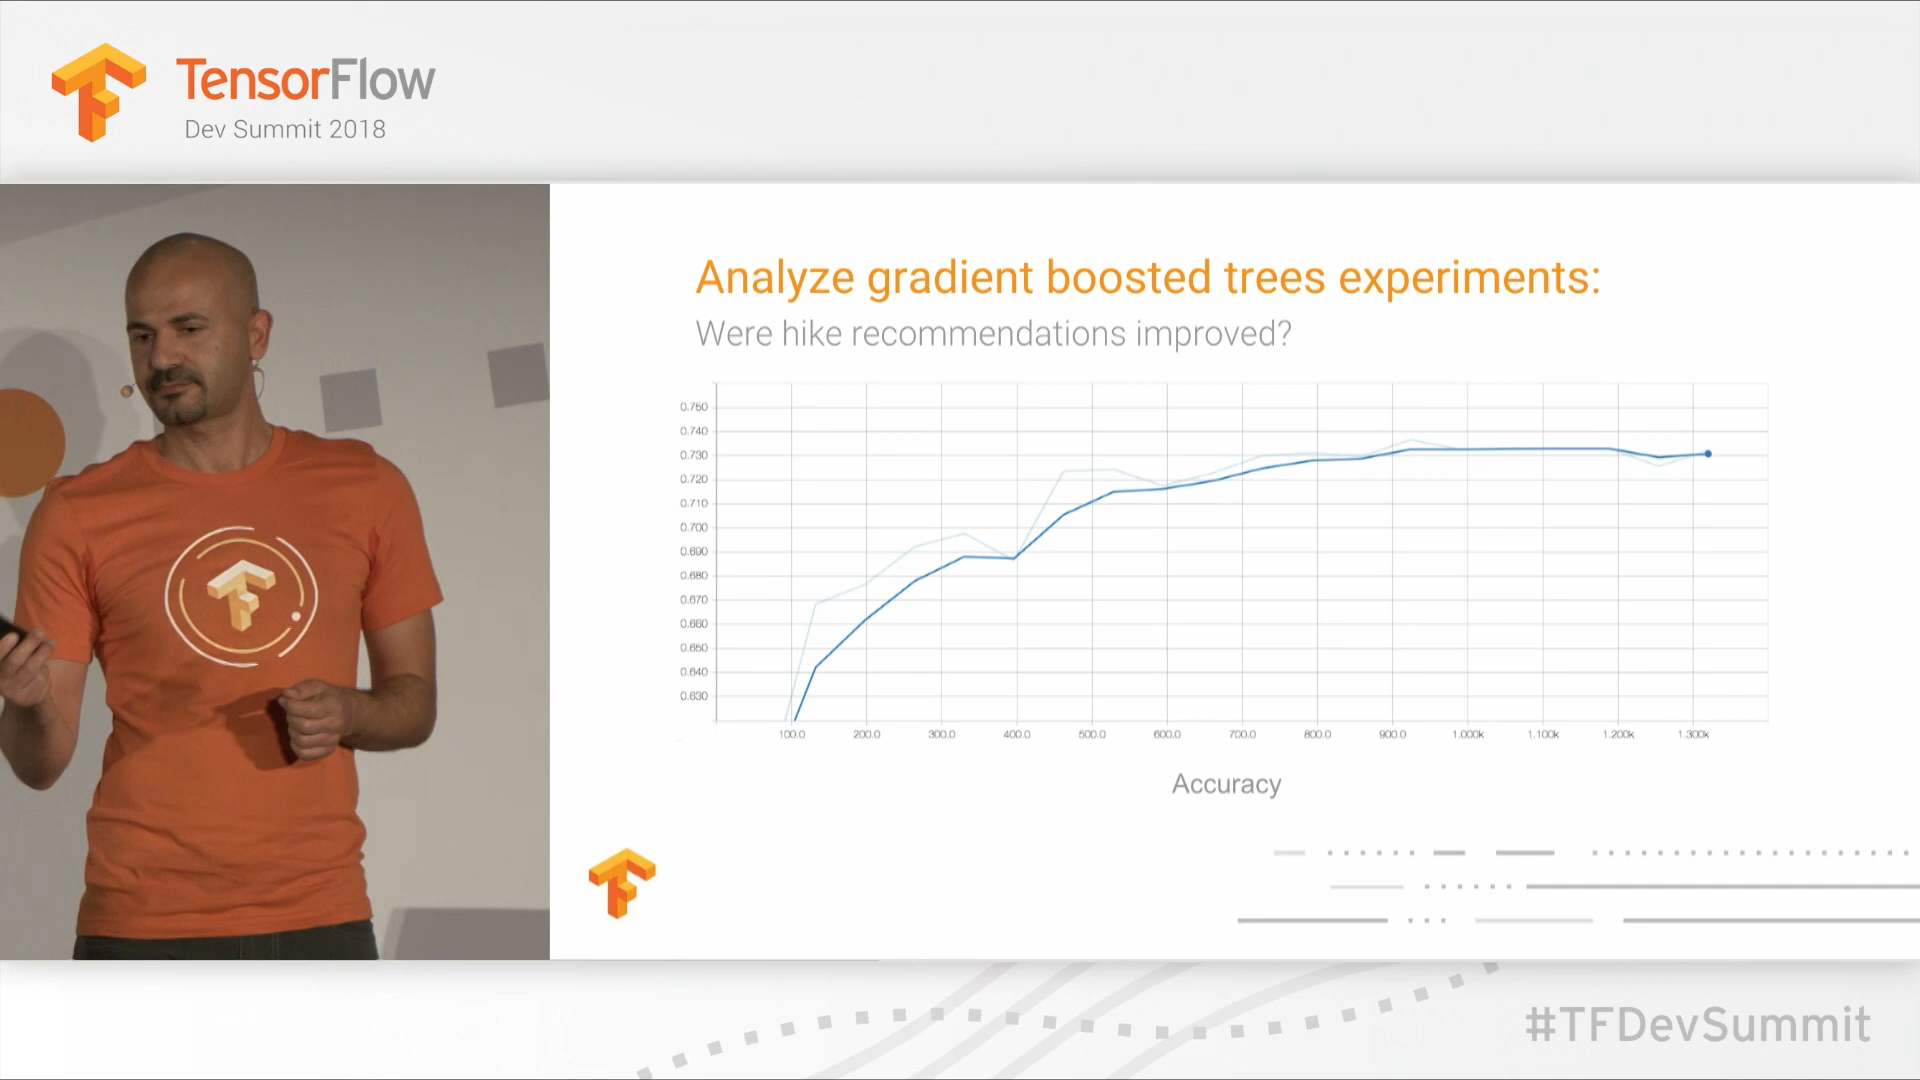 TensorFlow
Dev Summit 2018
Analyze gradient boosted trees experiments:
Were hike recommendations improved?
0.750
0.740
0.730
0.720
0.710
0.700
0.690
0.680
0.670
0.660
0.650
0.640
0.630
100.0 200.0 300.0 400.0 500.0 600.0 700.0 800.0 900.0 1.000k 1.100k 1.200k 1.300k
Accuracy
#TFDevSummit